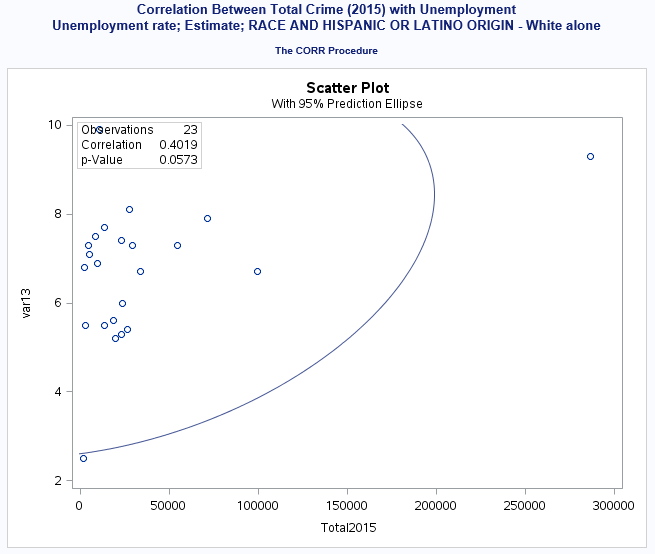 Correlation Between Total Crime (2015) with Unemployment
Unemployment rate; Estimate; RACE AND HISPANIC OR LATINO ORIGIN - White alone
The CORR Procedure
Scatter Plot
With 95% Prediction Ellipse
Observations 23
Correlation 0.4019
p-Value 0.0573
10
8
6
4
2
var13
0 50000 100000 150000 200000 250000 300000
Total2015